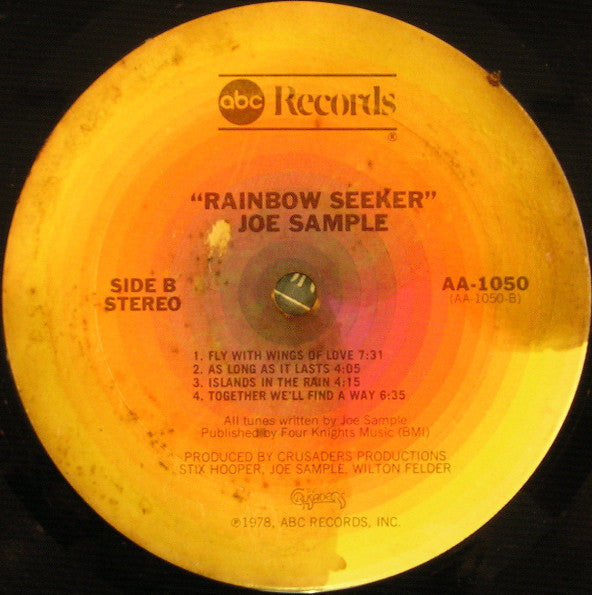 abc Records
®
"RAINBOW SEEKER"
JOE SAMPLE
SIDE B
STEREO
AA-1050
(AA-1050-B)
1. FLY WITH WINGS OF LOVE 7:31
2. AS LONG AS IT LASTS 4:05
3. ISLANDS IN THE RAIN 4:15
4. TOGETHER WE'LL FIND A WAY 6:35
All tunes written by Joe Sample
Published by Four Knights Music (BMI)
PRODUCED BY CRUSADERS PRODUCTIONS
STIX HOOPER, JOE SAMPLE, WILTON FELDER
Crusaders
℗1978, ABC RECORDS, INC.